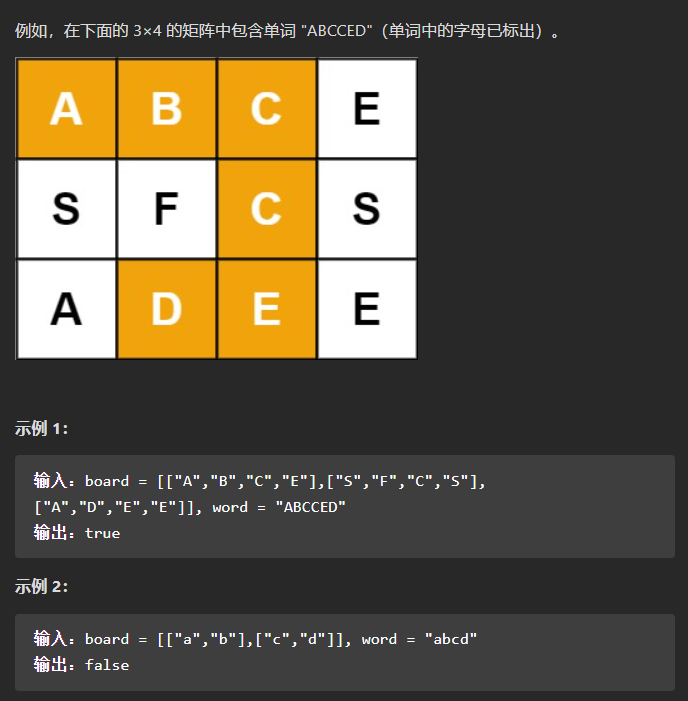 例如，在下面的 3×4 的矩阵中包含单词 "ABCCED"（单词中的字母已标出）。
A B C E
S F C S
A D E E
示例 1：
输入：board = [["A","B","C","E"],["S","F","C","S"],
["A","D","E","E"]], word = "ABCCED"
输出：true
示例 2：
输入：board = [["a","b"],["c","d"]], word = "abcd"
输出：false